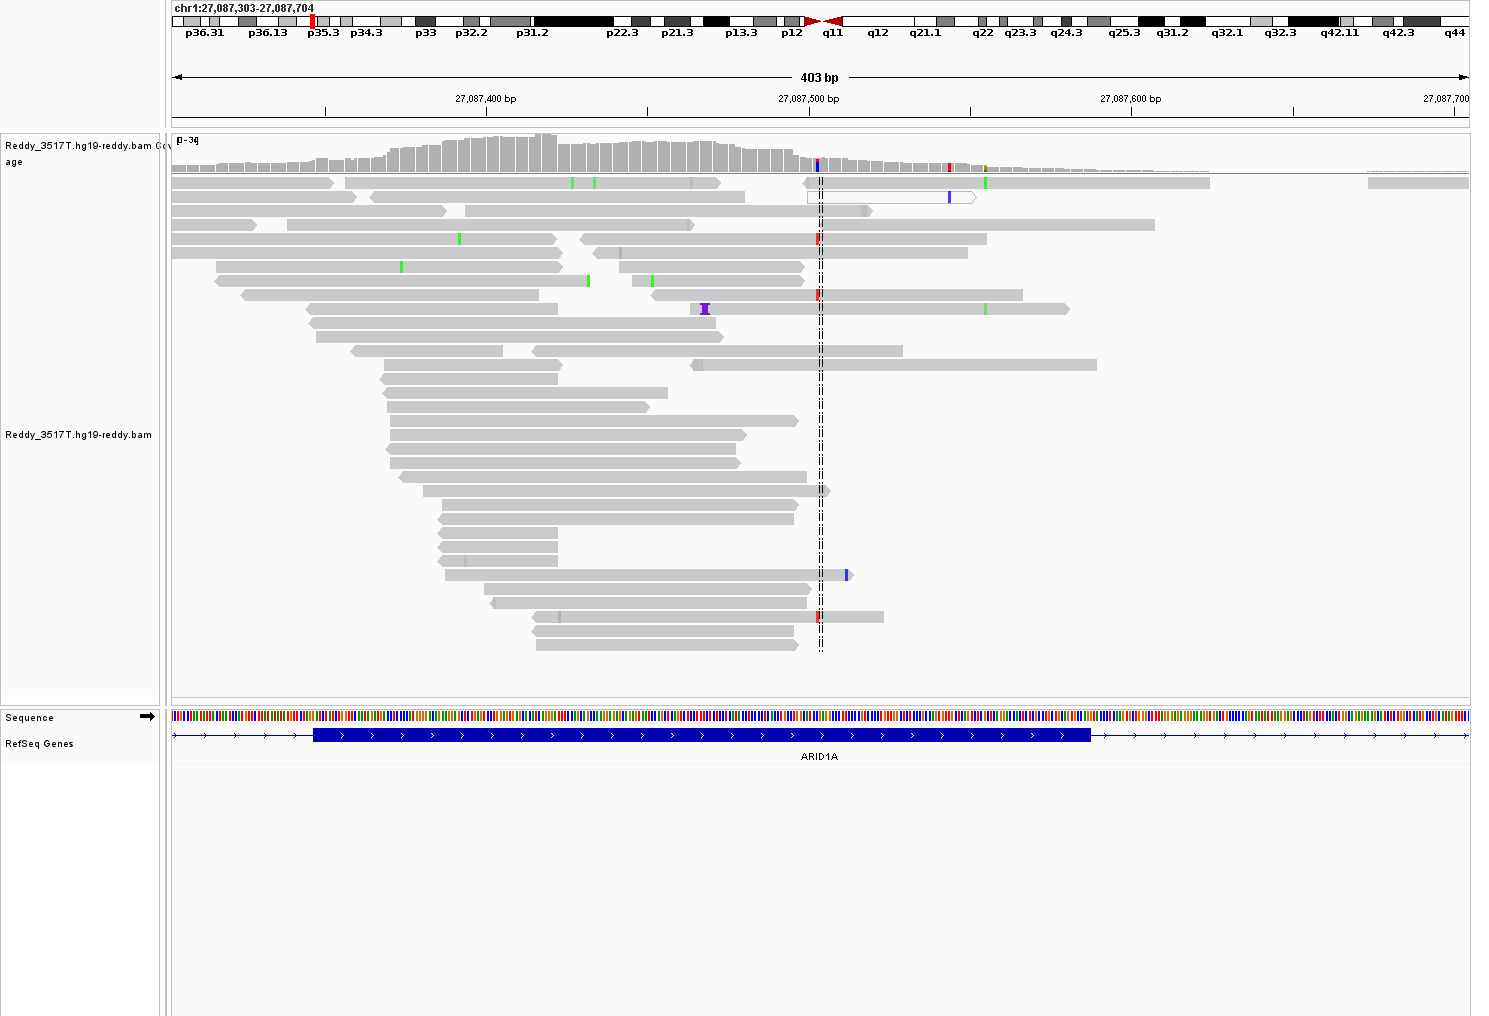 chr1:27,087,303-27,087,704
p36.31 p36.13 p35.3 p34.3 p33 p32.2 p31.2 p22.3 p21.3 p13.3 p12 q11 q12 q21.1 q22 q23.3 q24.3 q25.3 q31.2 q32.1 q32.3 q42.11 q42.3 q44
403 bp
27,087,400 bp 27,087,500 bp 27,087,600 bp 27,087,700
Reddy_3517T.hg19-reddy.bam Cov
age
Reddy_3517T.hg19-reddy.bam
Sequence
RefSeq Genes
ARID1A